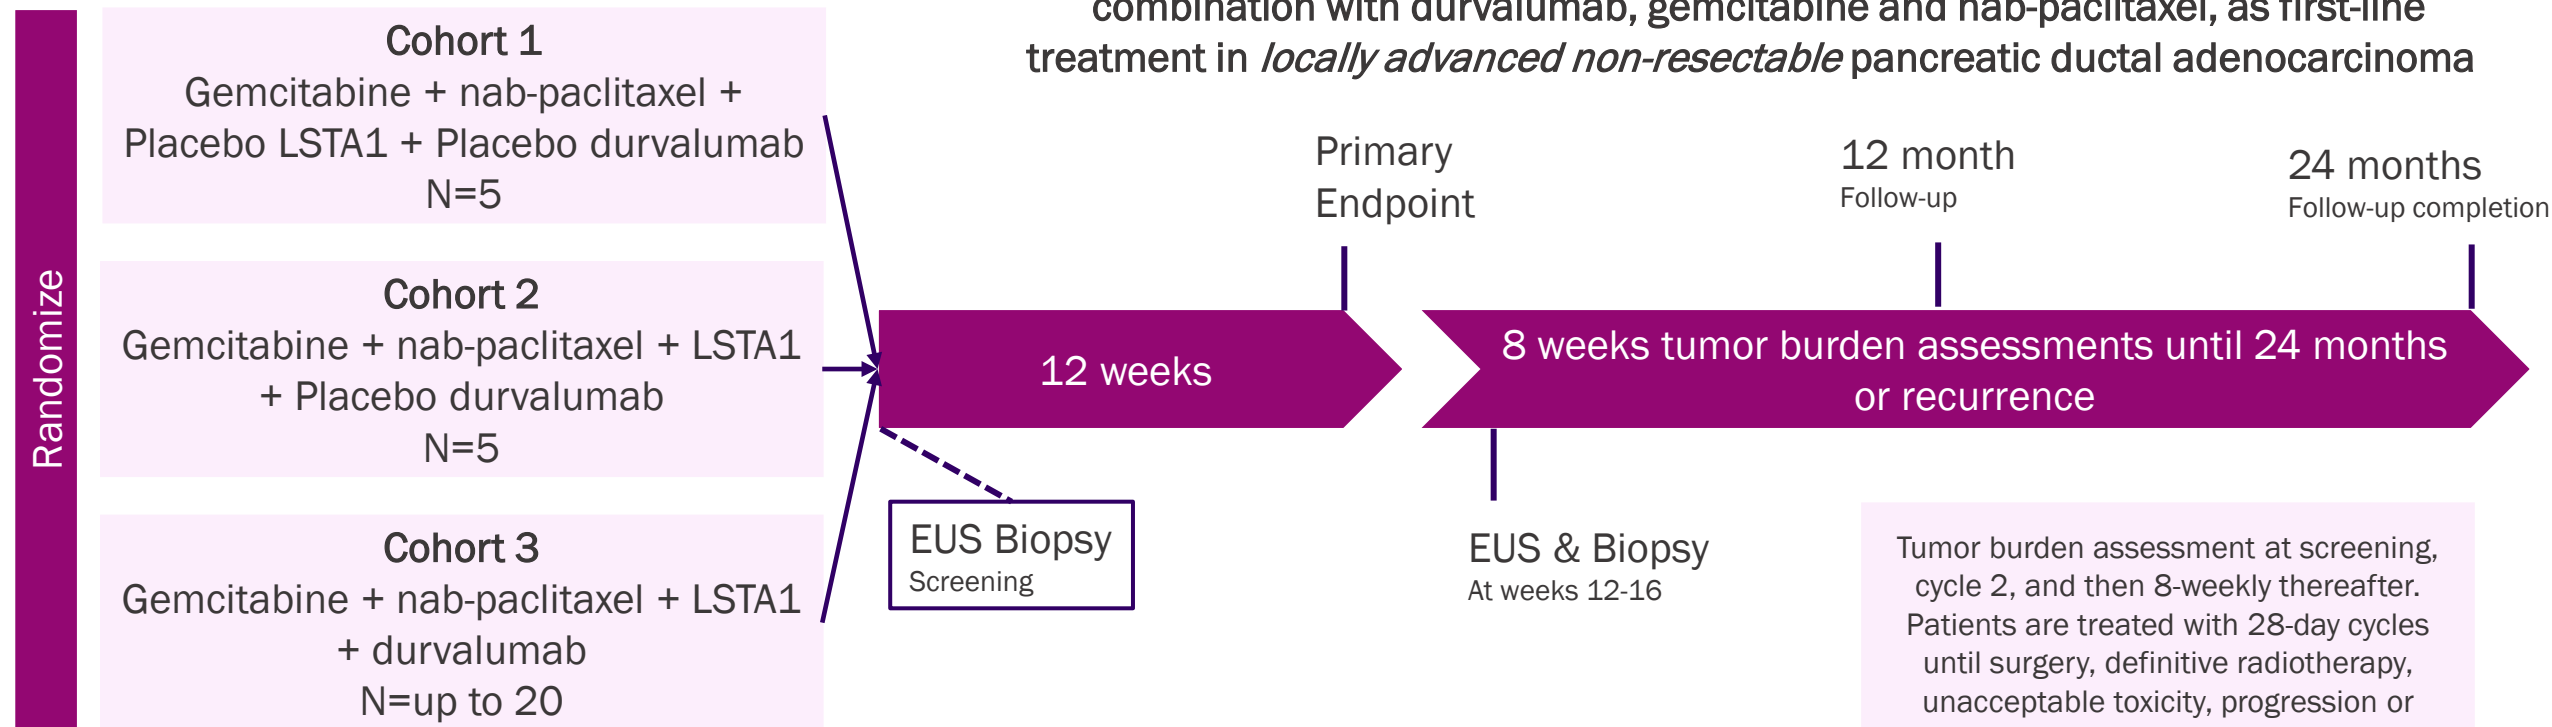 combination with durvalumab, gemcitabine and nab-paclitaxel, as first-line
treatment in locally advanced non-resectable pancreatic ductal adenocarcinoma
Randomize
Cohort 1
Gemcitabine + nab-paclitaxel +
Placebo LSTA1 + Placebo durvalumab
N=5
Cohort 2
Gemcitabine + nab-paclitaxel + LSTA1
+ Placebo durvalumab
N=5
Cohort 3
Gemcitabine + nab-paclitaxel + LSTA1
+ durvalumab
N=up to 20
12 weeks
Primary
Endpoint
EUS Biopsy
Screening
8 weeks tumor burden assessments until 24 months
or recurrence
12 month
Follow-up
24 months
Follow-up completion
EUS & Biopsy
At weeks 12-16
Tumor burden assessment at screening,
cycle 2, and then 8-weekly thereafter.
Patients are treated with 28-day cycles
until surgery, definitive radiotherapy,
unacceptable toxicity, progression or